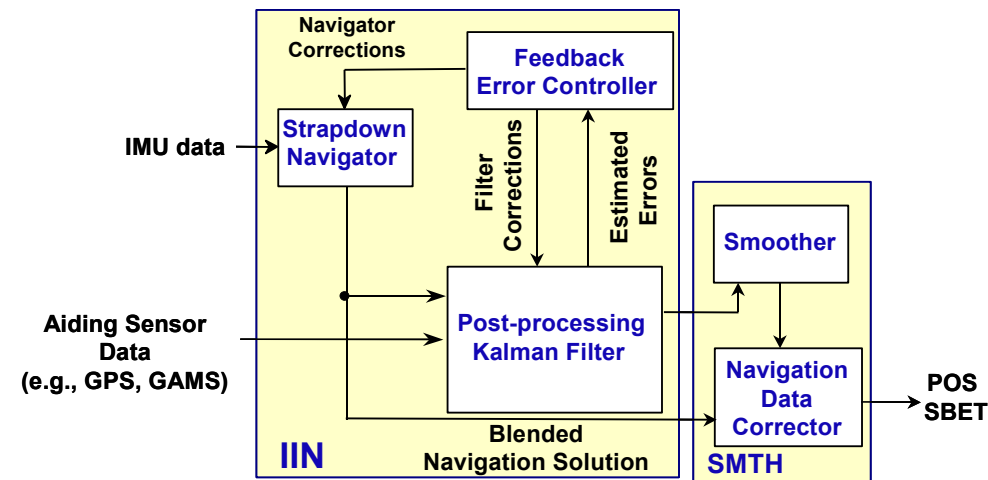 Navigator
Corrections
Feedback
Error Controller
Strapdown
Navigator
IMU data
Filter
Corrections
Estimated
Errors
Smoother
Aiding Sensor
Data
(e.g., GPS, GAMS)
Post-processing
Kalman Filter
Navigation
Data
Corrector
POS
SBET
Blended
Navigation Solution
IIN
SMTH